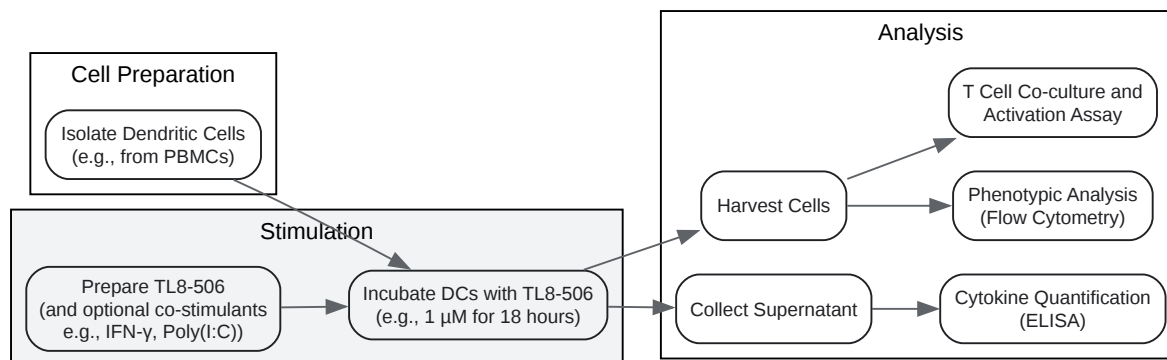 Cell Preparation
Isolate Dendritic Cells
(e.g., from PBMCs)
Stimulation
Prepare TL8-506
(and optional co-stimulants
e.g., IFN-γ, Poly(I:C))
Incubate DCs with TL8-506
(e.g., 1 µM for 18 hours)
Analysis
Harvest Cells
Collect Supernatant
T Cell Co-culture and
Activation Assay
Phenotypic Analysis
(Flow Cytometry)
Cytokine Quantification
(ELISA)